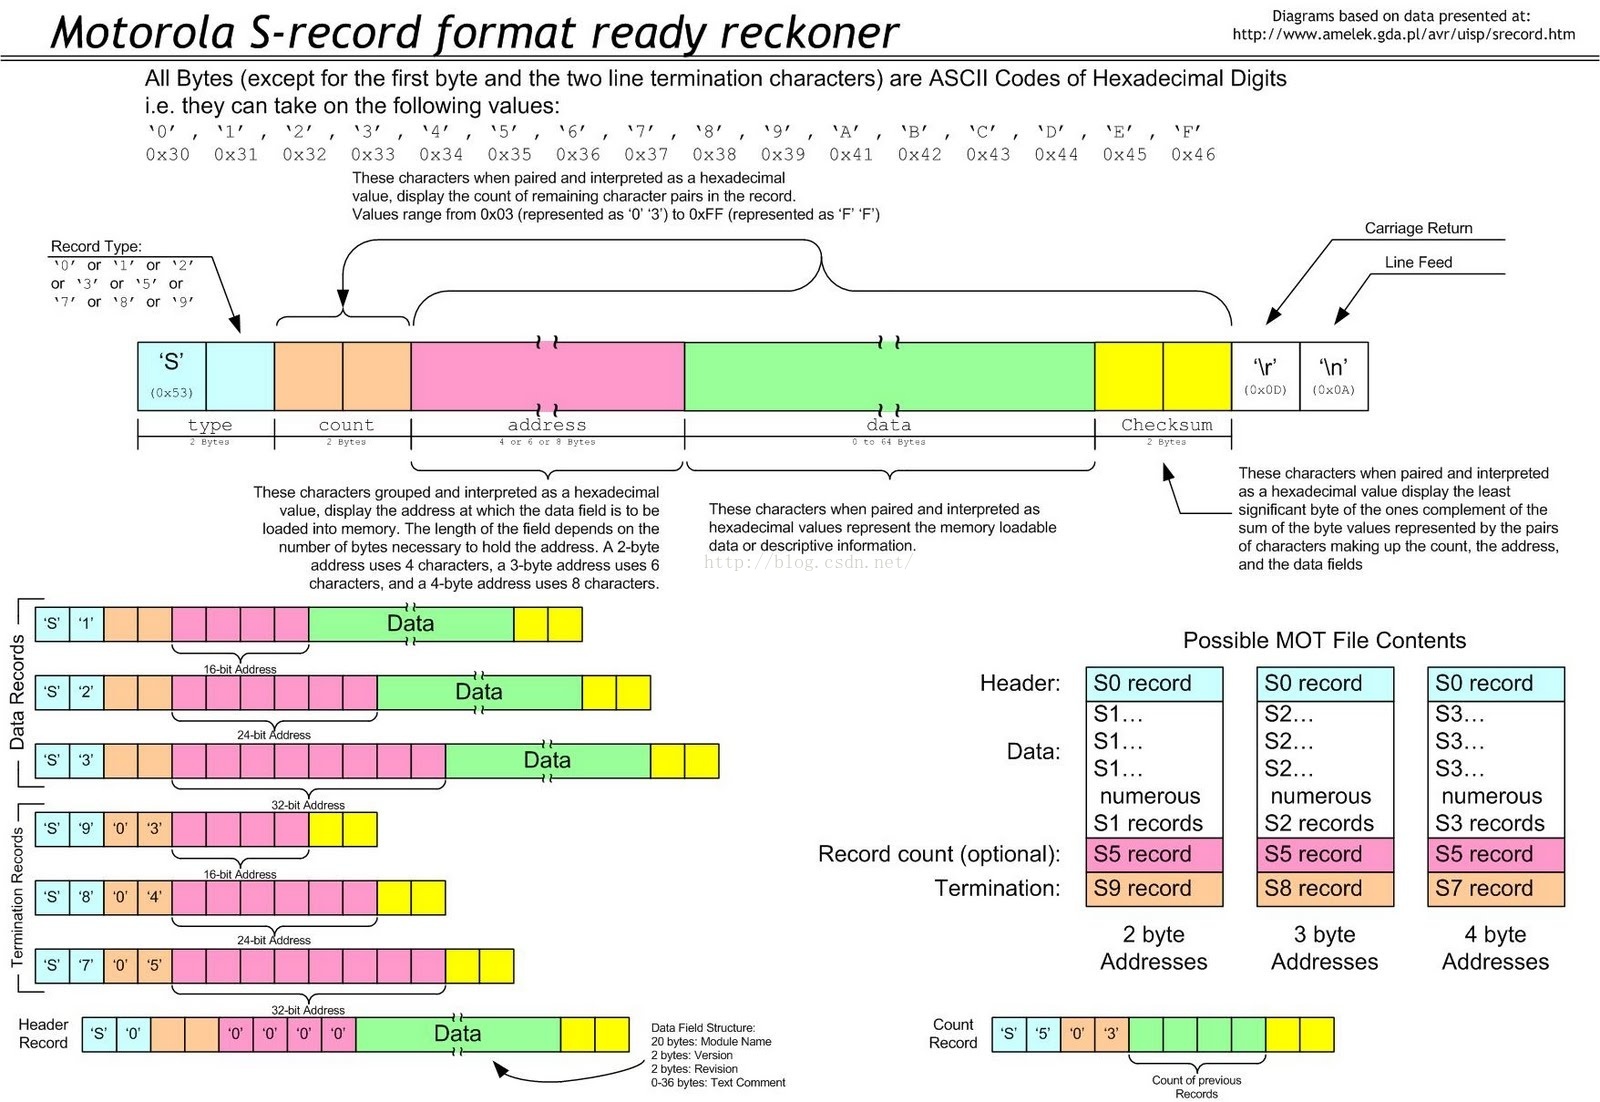 Motorola S-record format ready reckoner
Diagrams based on data presented at:
http://www.amelek.gda.pl/avr/uisp/srecord.htm
All Bytes (except for the first byte and the two line termination characters) are ASCII Codes of Hexadecimal Digits
i.e. they can take on the following values:
‘0’ , ‘1’ , ‘2’ , ‘3’ , ‘4’ , ‘5’ , ‘6’ , ‘7’ , ‘8’ , ‘9’ , ‘A’ , ‘B’ , ‘C’ , ‘D’ , ‘E’ , ‘F’
0x30 0x31 0x32 0x33 0x34 0x35 0x36 0x37 0x38 0x39 0x41 0x42 0x43 0x44 0x45 0x46
These characters when paired and interpreted as a hexadecimal
value, display the count of remaining character pairs in the record.
Values range from 0x03 (represented as ‘0’ ‘3’) to 0xFF (represented as ‘F’ ‘F’)
Record Type:
‘0’ or ‘1’ or ‘2’
or ‘3’ or ‘5’ or
‘7’ or ‘8’ or ‘9’
Carriage Return
Line Feed
‘S’ ‘\r’ ‘\n’
(0x53) (0x0D) (0x0A)
type count address data Checksum
2 Bytes 2 Bytes 4 or 6 or 8 Bytes 0 to 64 Bytes 2 Bytes
These characters grouped and interpreted as a hexadecimal
value, display the address at which the data field is to be
loaded into memory. The length of the field depends on the
number of bytes necessary to hold the address. A 2-byte
address uses 4 characters, a 3-byte address uses 6
characters, and a 4-byte address uses 8 characters.
These characters when paired and interpreted as
hexadecimal values represent the memory loadable
data or descriptive information.
http://blog.csdn.net/
These characters when paired and interpreted
as a hexadecimal value display the least
significant byte of the ones complement of the
sum of the byte values represented by the pairs
of characters making up the count, the address,
and the data fields
Data Records
‘S’ ‘1’ Data
16-bit Address
‘S’ ‘2’ Data
24-bit Address
‘S’ ‘3’ Data
32-bit Address
Termination Records
‘S’ ‘9’ ‘0’ ‘3’
16-bit Address
‘S’ ‘8’ ‘0’ ‘4’
24-bit Address
‘S’ ‘7’ ‘0’ ‘5’
32-bit Address
Header
Record
‘S’ ‘0’ ‘0’ ‘0’ ‘0’ ‘0’ Data
Data Field Structure:
20 bytes: Module Name
2 bytes: Version
2 bytes: Revision
0-36 bytes: Text Comment
Possible MOT File Contents
Header: S0 record S0 record S0 record
S1… S2… S3…
Data: S1… S2… S3…
S1… S2… S3…
numerous numerous numerous
S1 records S2 records S3 records
Record count (optional): S5 record S5 record S5 record
Termination: S9 record S8 record S7 record
2 byte 3 byte 4 byte
Addresses Addresses Addresses
Count
Record
‘S’ ‘5’ ‘0’ ‘3’
Count of previous
Records